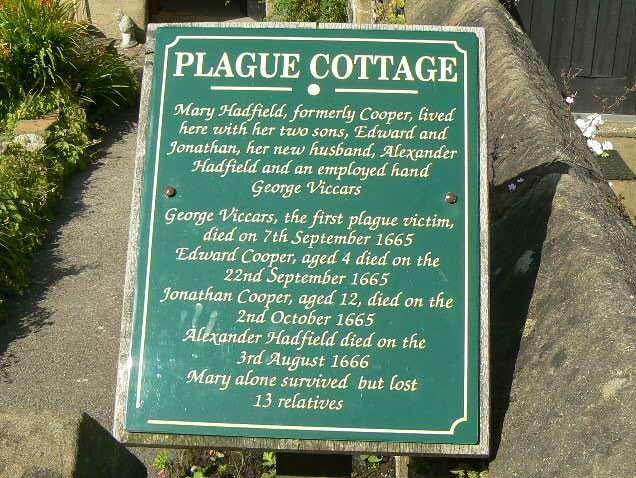 PLAGUE COTTAGE
Mary Hadfield, formerly Cooper, lived
here with her two sons, Edward and
Jonathan, her new husband, Alexander
Hadfield and an employed hand
George Viccars
George Viccars, the first plague victim,
died on 7th September 1665
Edward Cooper, aged 4 died on the
22nd September 1665
Jonathan Cooper, aged 12, died on the
2nd October 1665
Alexander Hadfield died on the
3rd August 1666
Mary alone survived but lost
13 relatives